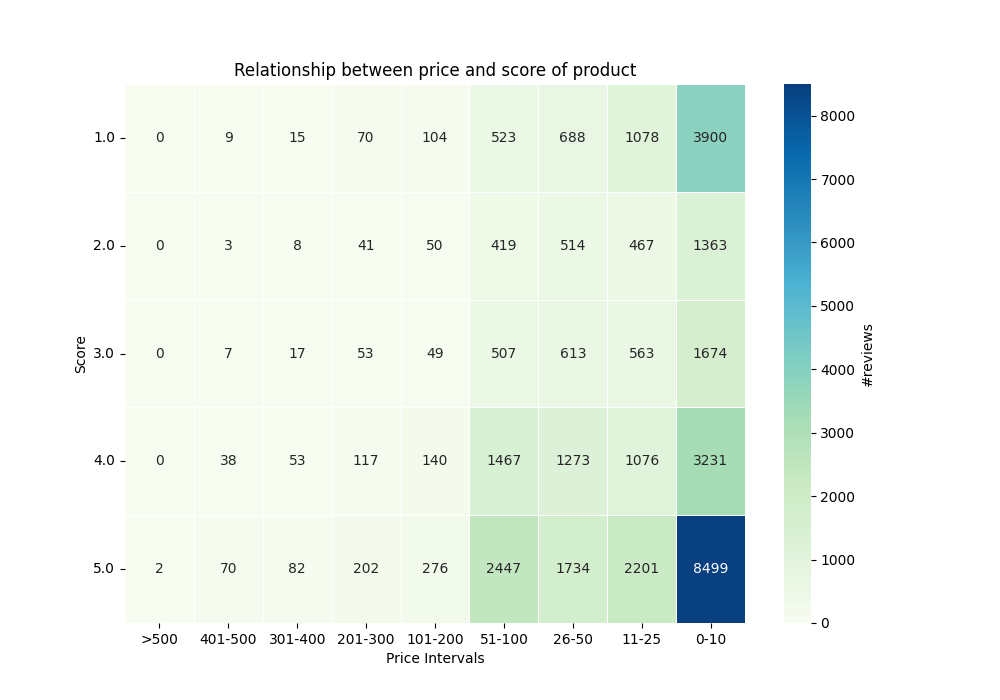 Relationship between price and score of product
1.0 0 9 15 70 104 523 688 1078 3900
2.0 0 3 8 41 50 419 514 467 1363
3.0 0 7 17 53 49 507 613 563 1674
4.0 0 38 53 117 140 1467 1273 1076 3231
5.0 2 70 82 202 276 2447 1734 2201 8499
>500 401-500 301-400 201-300 101-200 51-100 26-50 11-25 0-10
Price Intervals
Score
8000
7000
6000
5000
4000
3000
2000
1000
0
#reviews